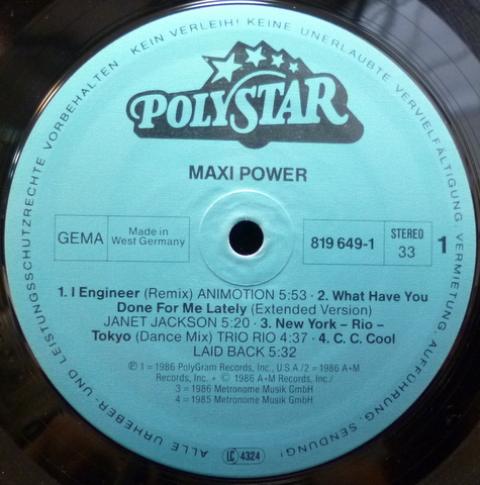 ALLE URHEBER- UND LEISTUNGSSCHUTZRECHTE VORBEHALTEN KEIN VERLEIH! KEINE UNERLAUBTE VERVIELFÄLTIGUNG, VERMIETUNG, AUFFÜHRUNG, SENDUNG!
POLYSTAR
MAXI POWER
GEMA
Made in
West Germany
819 649-1
STEREO
33
1
1. I Engineer (Remix) ANIMOTION 5:53 · 2. What Have You
Done For Me Lately (Extended Version)
JANET JACKSON 5:20 · 3. New York – Rio –
Tokyo (Dance Mix) TRIO RIO 4:37 · 4. C. C. Cool
LAID BACK 5:32
Ⓟ 1 = 1986 PolyGram Records, Inc., U.S.A./2 = 1986 A+M
Records, Inc. + © 1986 A+M Records, Inc./
3 = 1986 Metronome Musik GmbH
4 = 1985 Metronome Musik GmbH
LC 4324